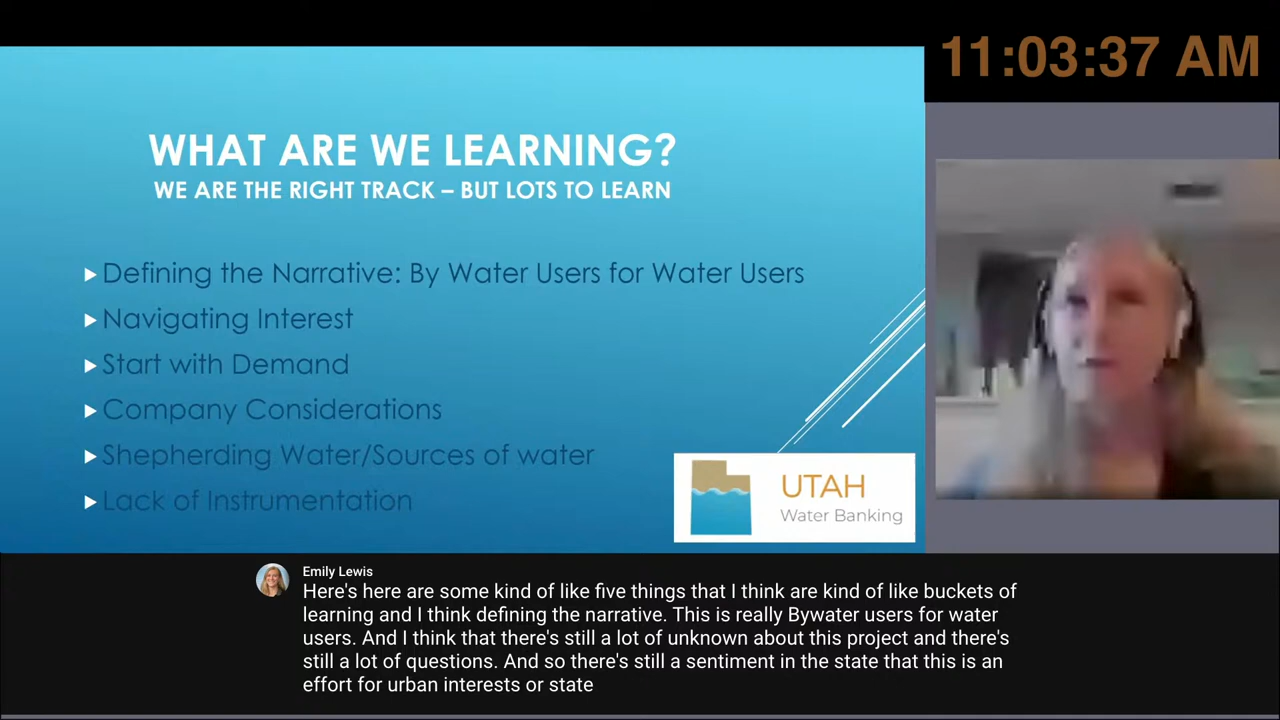 11:03:37 AM
WHAT ARE WE LEARNING?
WE ARE THE RIGHT TRACK – BUT LOTS TO LEARN
Defining the Narrative: By Water Users for Water Users
Navigating Interest
Start with Demand
Company Considerations
Shepherding Water/Sources of water
Lack of Instrumentation
UTAH
Water Banking
Emily Lewis
Here's here are some kind of like five things that I think are kind of like buckets of
learning and I think defining the narrative. This is really Bywater users for water
users. And I think that there's still a lot of unknown about this project and there's
still a lot of questions. And so there's still a sentiment in the state that this is an
effort for urban interests or state